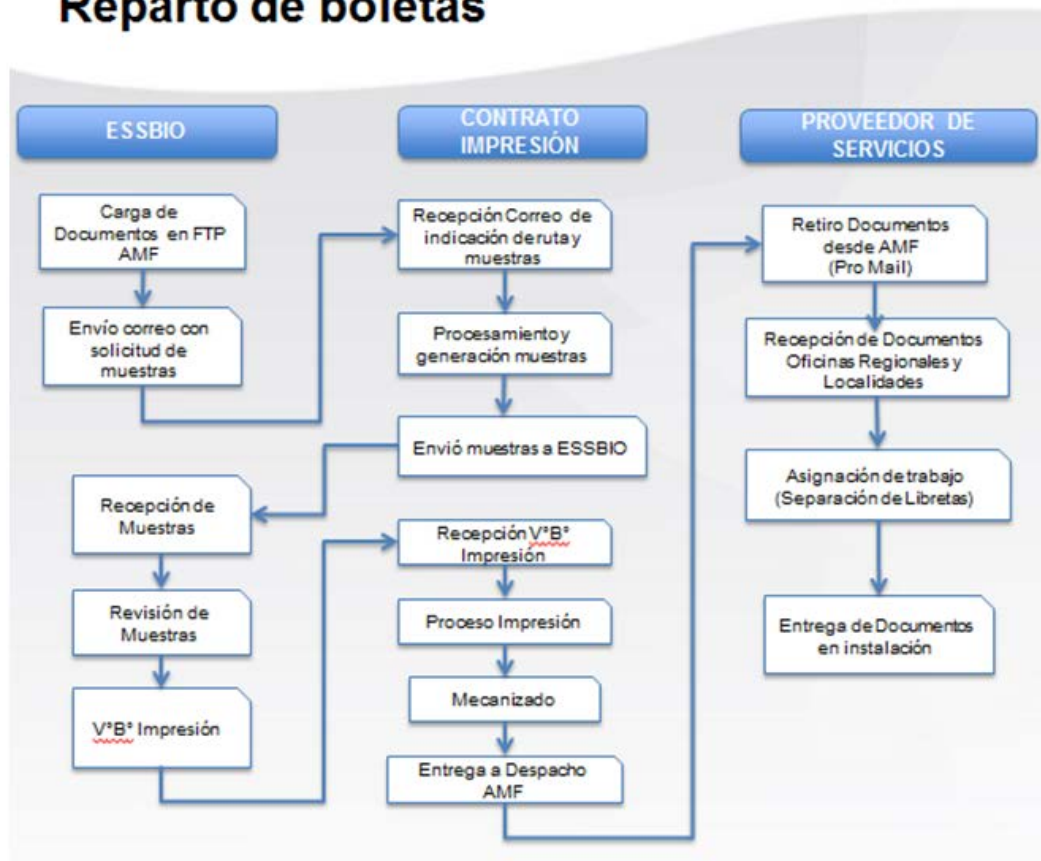 Reparto de boletas
ESSBIO
CONTRATO
IMPRESIÓN
PROVEEDOR DE
SERVICIOS
Carga de
Documentos en FTP
AMF
Envío correo con
solicitud de
muestras
Recepción Correo de
indicación de ruta y
muestras
Procesamiento y
generación muestras
Envió muestras a ESSBIO
Recepción de
Muestras
Revisión de
Muestras
V°B° Impresión
Recepción V°B°
Impresión
Proceso Impresión
Mecanizado
Entrega a Despacho
AMF
Retiro Documentos
desde AMF
(Pro Mail)
Recepción de Documentos
Oficinas Regionales y
Localidades
Asignación de trabajo
(Separación de Libretas)
Entrega de Documentos
en instalación